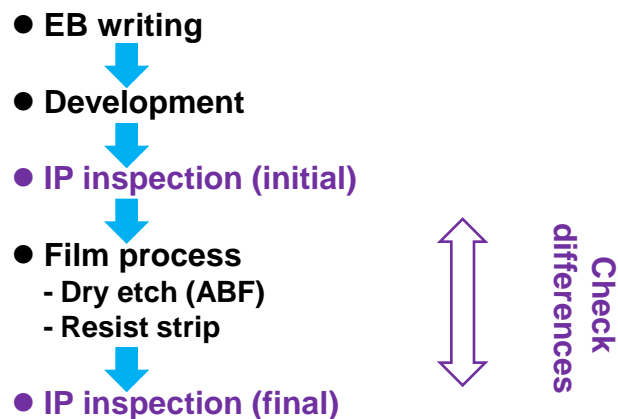 ● EB writing
● Development
● IP inspection (initial)
● Film process
- Dry etch (ABF)
- Resist strip
● IP inspection (final)
Check
differences